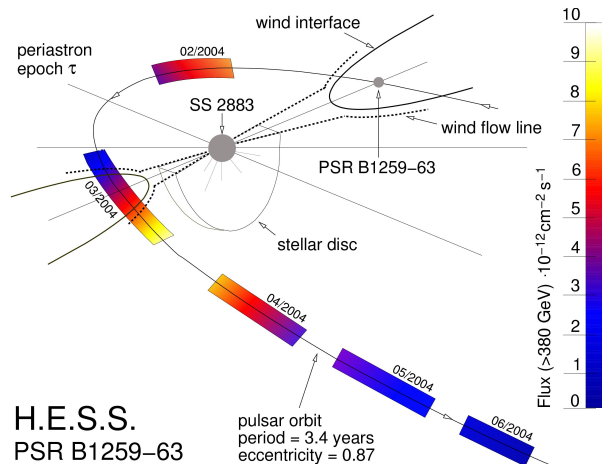 wind interface
periastron
epoch τ
02/2004
SS 2883
wind flow line
PSR B1259−63
03/2004
stellar disc
04/2004
05/2004
06/2004
pulsar orbit
period = 3.4 years
eccentricity = 0.87
H.E.S.S.
PSR B1259−63
10
9
8
7
6
5
4
3
2
1
0
Flux (>380 GeV) ·10−12cm−2 s−1